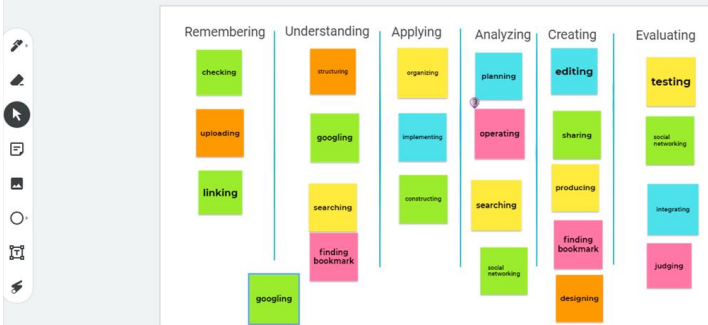 Remembering
Understanding
Applying
Analyzing
Creating
Evaluating
checking
uploading
linking
structuring
googling
searching
finding
bookmark
googling
organizing
implementing
constructing
planning
operating
searching
social
networking
editing
sharing
producing
finding
bookmark
designing
testing
social
networking
integrating
judging